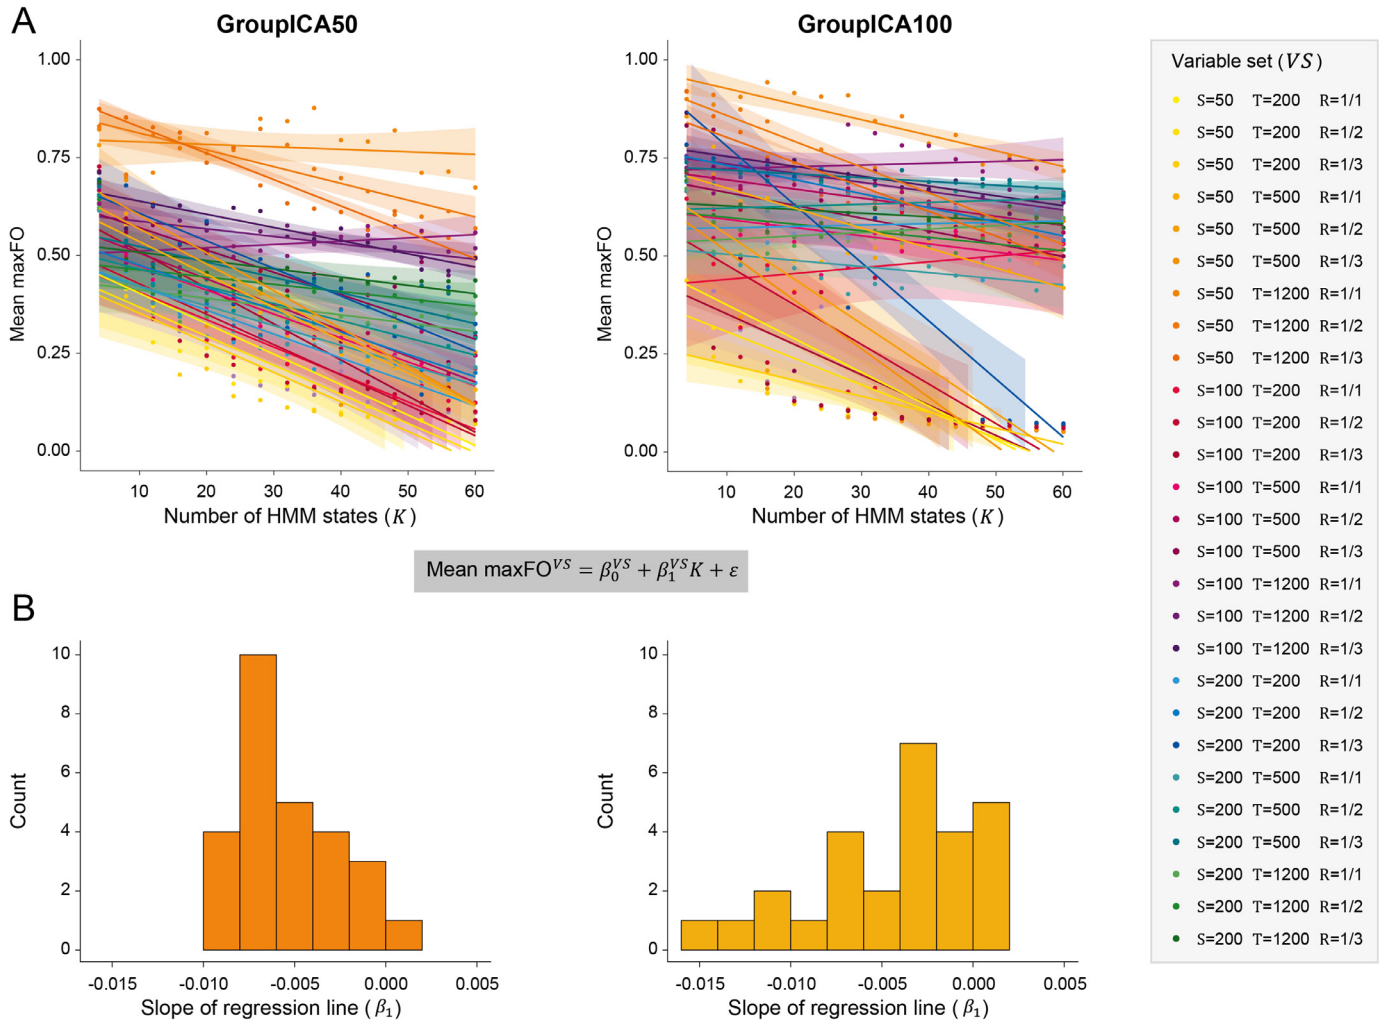 A
GroupICA50
GroupICA100
1.00
0.75
0.50
0.25
0.00
Mean maxFO
10 20 30 40 50 60
Number of HMM states (K)
1.00
0.75
0.50
0.25
0.00
Mean maxFO
10 20 30 40 50 60
Number of HMM states (K)
Variable set (VS)
S=50 T=200 R=1/1
S=50 T=200 R=1/2
S=50 T=200 R=1/3
S=50 T=500 R=1/1
S=50 T=500 R=1/2
S=50 T=500 R=1/3
S=50 T=1200 R=1/1
S=50 T=1200 R=1/2
S=50 T=1200 R=1/3
S=100 T=200 R=1/1
S=100 T=200 R=1/2
S=100 T=200 R=1/3
S=100 T=500 R=1/1
S=100 T=500 R=1/2
S=100 T=500 R=1/3
S=100 T=1200 R=1/1
S=100 T=1200 R=1/2
S=100 T=1200 R=1/3
S=200 T=200 R=1/1
S=200 T=200 R=1/2
S=200 T=200 R=1/3
S=200 T=500 R=1/1
S=200 T=500 R=1/2
S=200 T=500 R=1/3
S=200 T=1200 R=1/1
S=200 T=1200 R=1/2
S=200 T=1200 R=1/3
Mean maxFO^VS = β₀^VS + β₁^VS K + ε
B
10
8
6
4
2
0
Count
-0.015 -0.010 -0.005 0.000 0.005
Slope of regression line (β₁)
10
8
6
4
2
0
Count
-0.015 -0.010 -0.005 0.000 0.005
Slope of regression line (β₁)